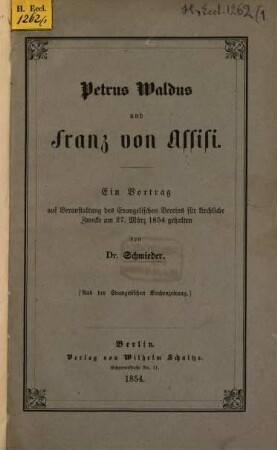 H. Eccl.
1262/1
H. Eccl. 1262/1
Petrus Waldus
und
Franz von Assisi.
Ein Vortrag
auf Veranstaltung des Evangelischen Vereins für kirchliche
Zwecke am 27. März 1854 gehalten
von
Dr. Schmieder.
(Aus der Evangelischen Kirchenzeitung.)
Berlin.
Verlag von Wilhelm Schultze.
No. 11.
1854.